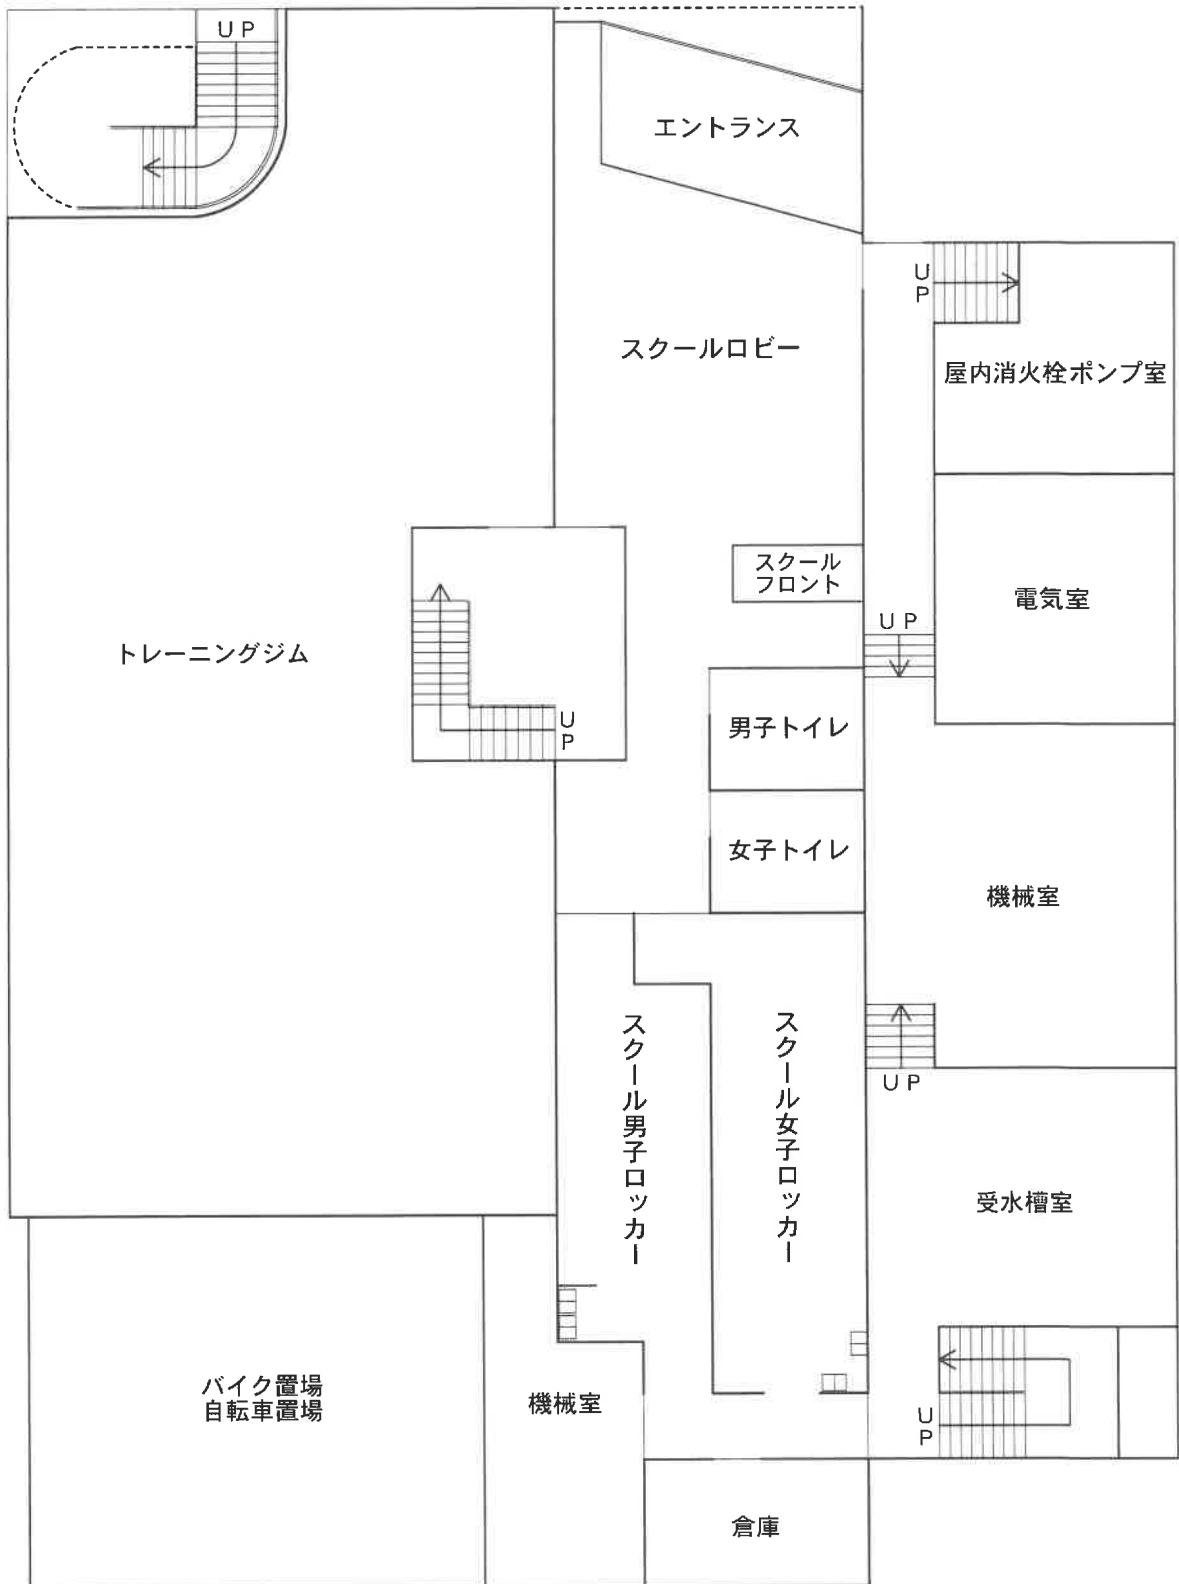 UP
エントランス
UP
スクールロビー
屋内消火栓ポンプ室
スクール
フロント
電気室
UP
トレーニングジム
男子トイレ
UP
女子トイレ
機械室
スクール男子ロッカー
スクール女子ロッカー
UP
受水槽室
バイク置場
自転車置場
機械室
UP
倉庫